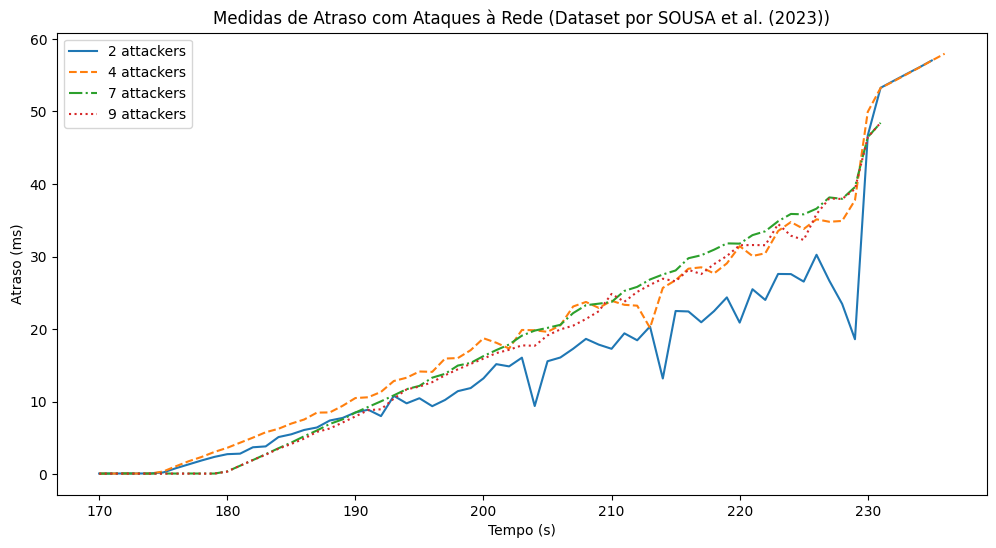 Medidas de Atraso com Ataques à Rede (Dataset por SOUSA et al. (2023))
2 attackers
4 attackers
7 attackers
9 attackers
Atraso (ms)
60
50
40
30
20
10
0
170 180 190 200 210 220 230
Tempo (s)